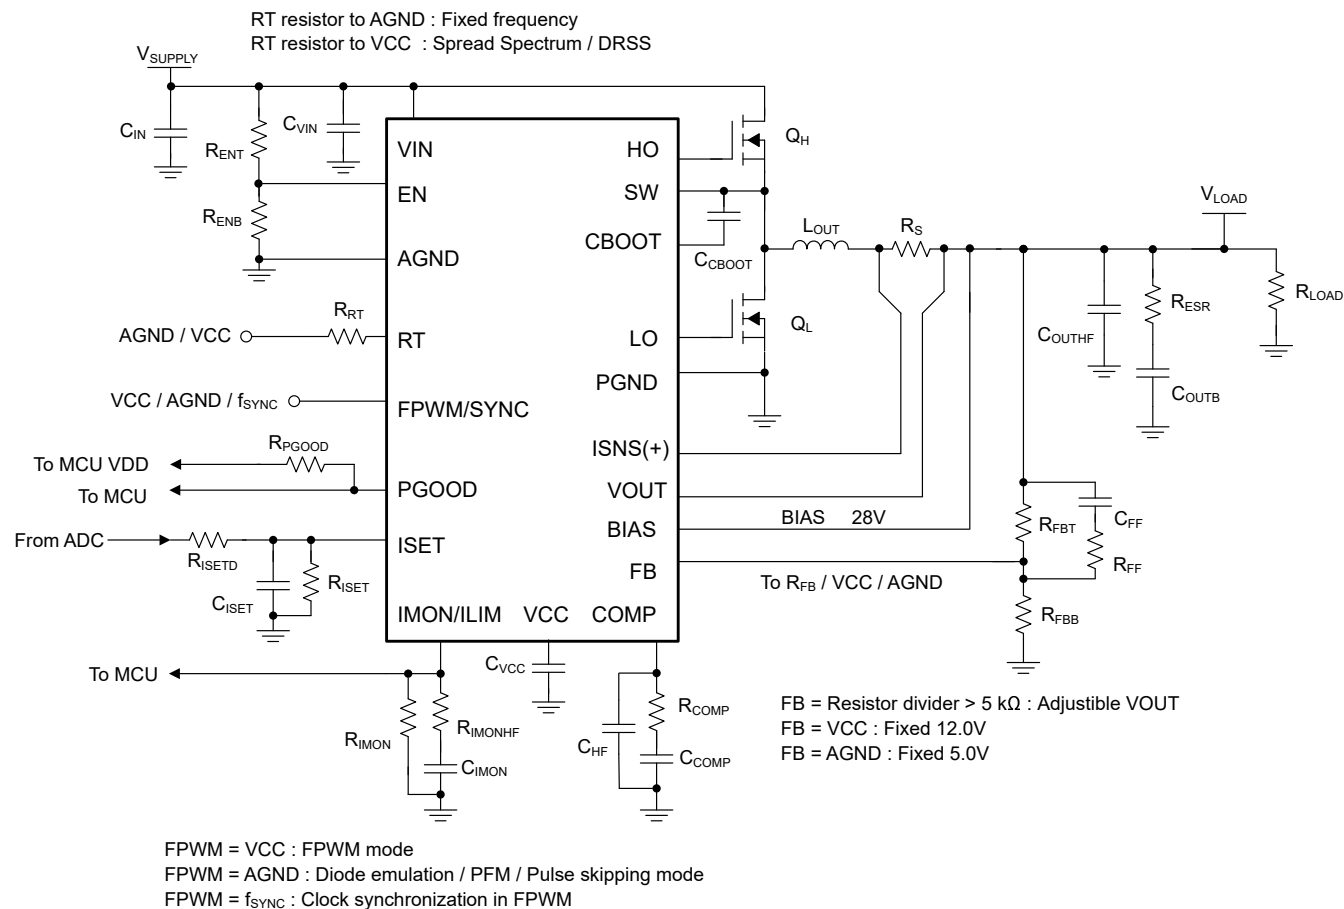 RT resistor to AGND : Fixed frequency
RT resistor to VCC : Spread Spectrum / DRSS
VSUPPLY
CIN
RENT
CVIN
RENB
VIN
EN
AGND
HO
SW
CBOOT
QH
CCBOOT
LOUT
RS
VLOAD
RRT
AGND / VCC
RT
LO
QL
PGND
COUTHF
RESR
RLOAD
COUTB
VCC / AGND / fSYNC
FPWM/SYNC
RPGOOD
To MCU VDD
To MCU
PGOOD
ISNS(+)
VOUT
BIAS
BIAS 28V
From ADC
RISETD
CISET
RISET
ISET
FB
To RFB / VCC / AGND
RFBT
CFF
RFF
RFBB
IMON/ILIM VCC COMP
To MCU
CVCC
RIMON
RIMONHF
CIMON
CHF
RCOMP
CCOMP
FB = Resistor divider > 5 kΩ : Adjustible VOUT
FB = VCC : Fixed 12.0V
FB = AGND : Fixed 5.0V
FPWM = VCC : FPWM mode
FPWM = AGND : Diode emulation / PFM / Pulse skipping mode
FPWM = fSYNC : Clock synchronization in FPWM